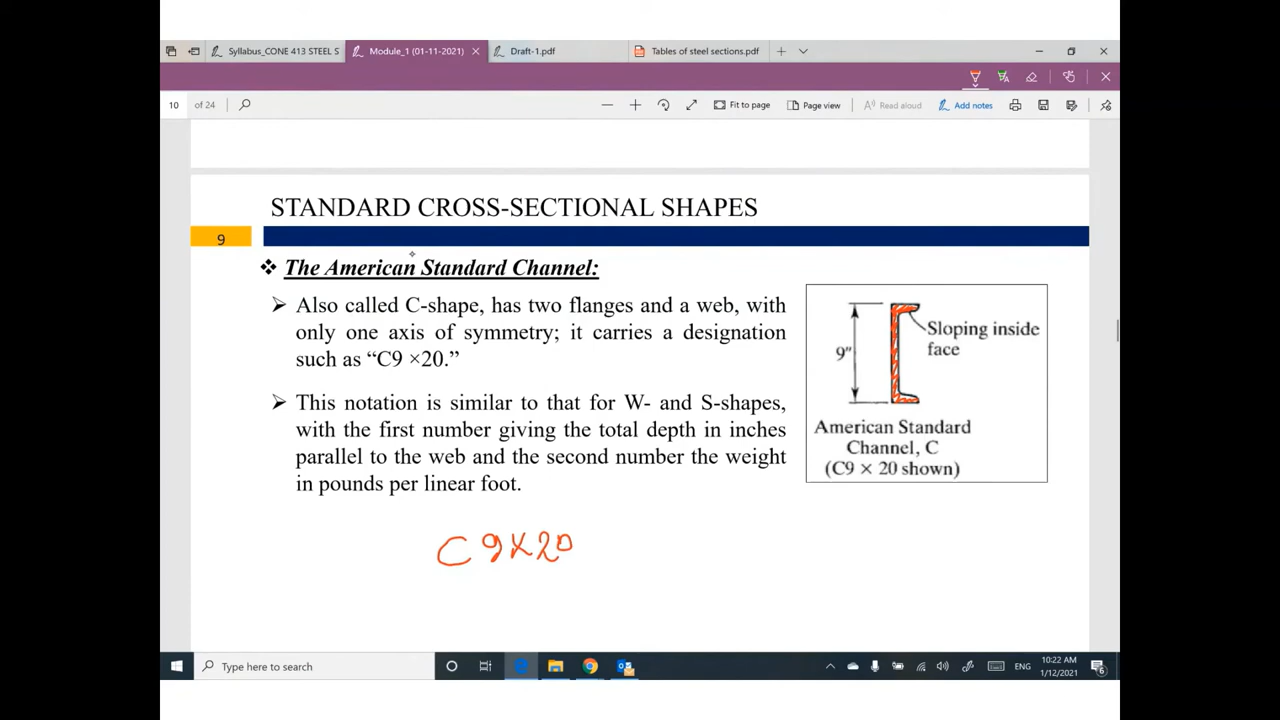 Syllabus_CONE 413 STEEL S
Module_1 (01-11-2021)
Draft-1.pdf
Tables of steel sections.pdf
10 of 24
Fit to page
Page view
Read aloud
Add notes
STANDARD CROSS-SECTIONAL SHAPES
9
❖ The American Standard Channel:
➢ Also called C-shape, has two flanges and a web, with
only one axis of symmetry; it carries a designation
such as “C9 ×20.”
➢ This notation is similar to that for W- and S-shapes,
with the first number giving the total depth in inches
parallel to the web and the second number the weight
in pounds per linear foot.
9"
Sloping inside
face
American Standard
Channel, C
(C9 × 20 shown)
C 9×20
Type here to search
ENG
10:22 AM
1/12/2021
6